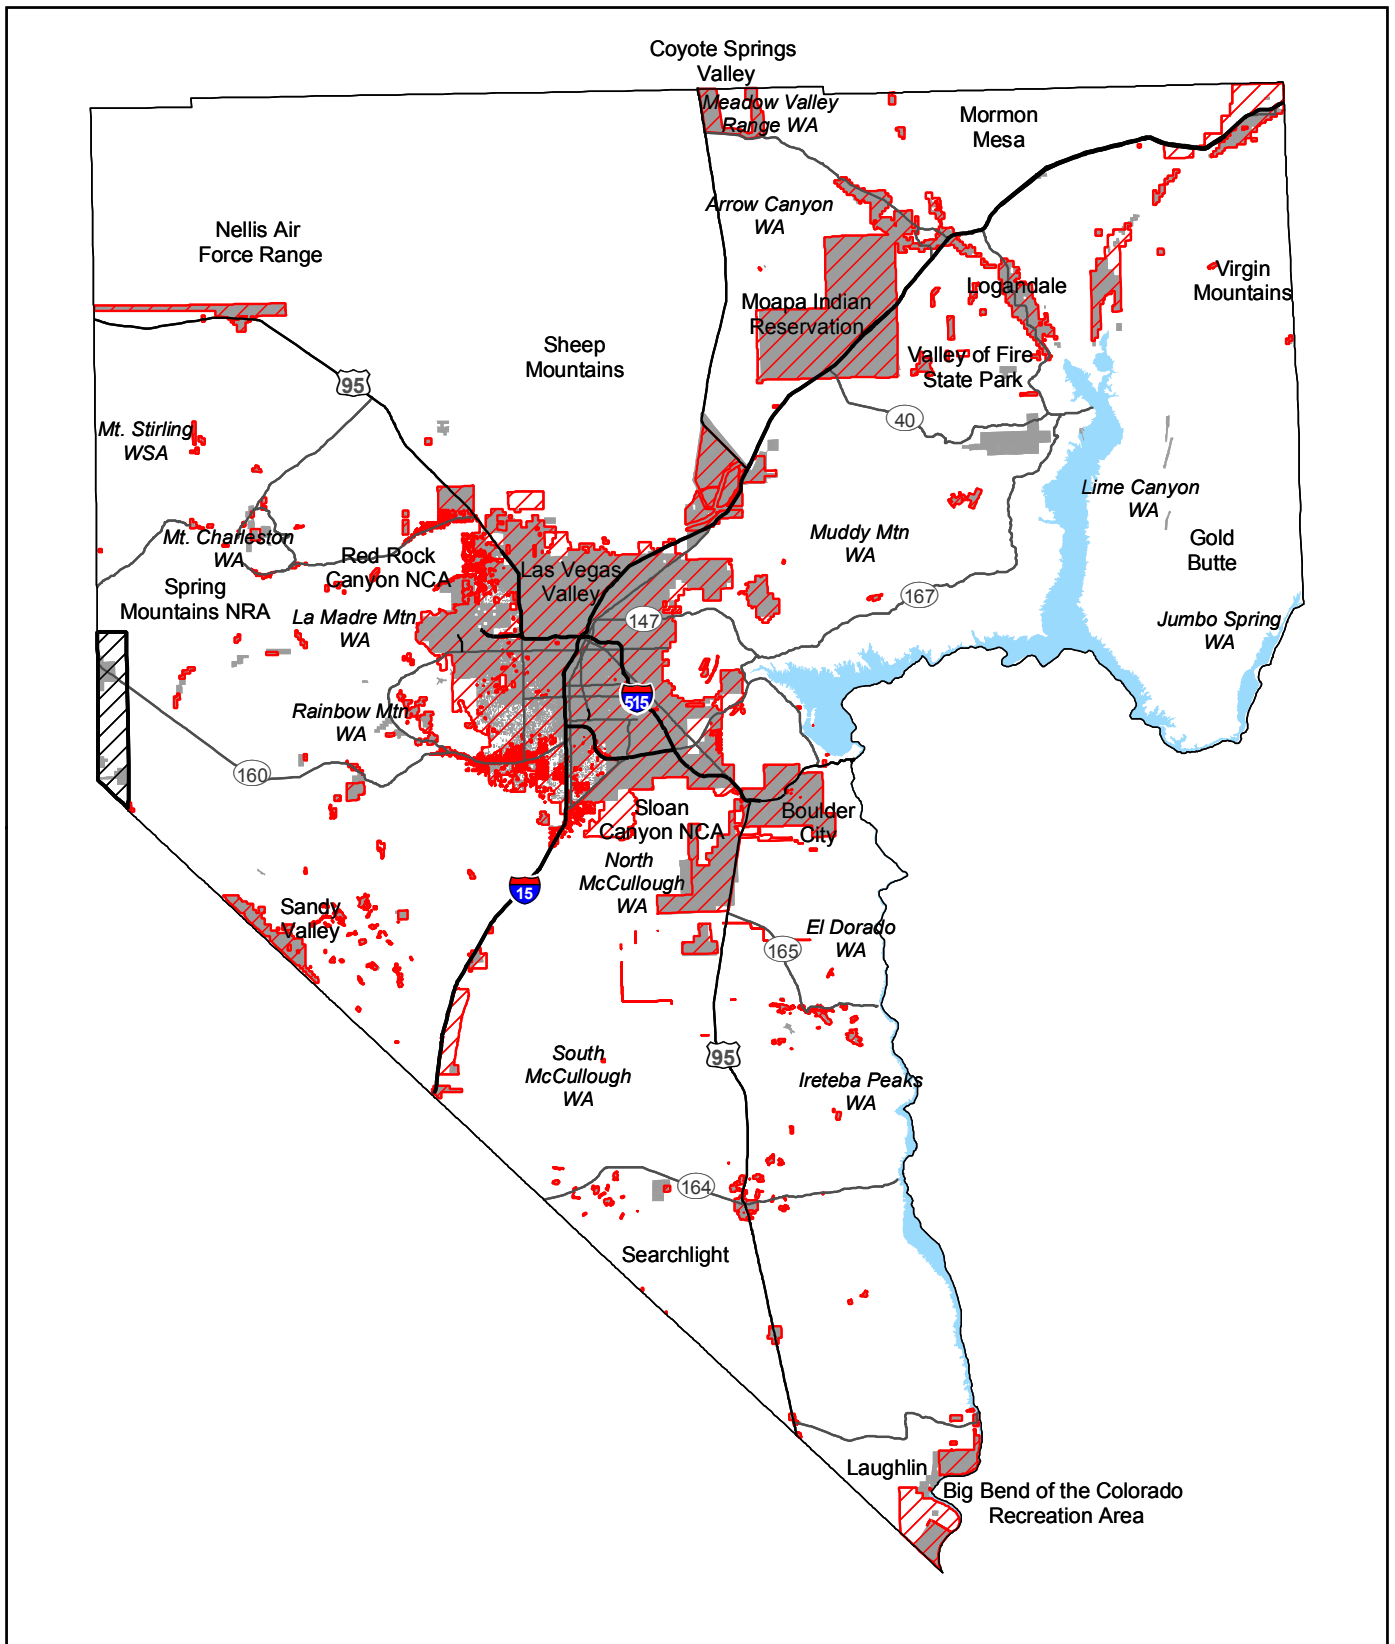 Coyote Springs
Valley
Meadow Valley
Range WA
Mormon
Mesa
Arrow Canyon
WA
Nellis Air
Force Range
Virgin
Mountains
Logandale
Moapa Indian
Reservation
Sheep
Mountains
Valley of Fire
State Park
95
40
Mt. Stirling
WSA
Lime Canyon
WA
Muddy Mtn
WA
Gold
Butte
Mt. Charleston
WA
Red Rock
Canyon NCA
Las Vegas
Valley
Spring
Mountains NRA
167
La Madre Mtn
WA
147
Jumbo Spring
WA
515
Rainbow Mtn
WA
160
Sloan
Canyon NCA
Boulder
City
North
McCullough
WA
15
Sandy
Valley
El Dorado
WA
165
South
McCullough
WA
95
Ireteba Peaks
WA
164
Searchlight
Laughlin
Big Bend of the Colorado
Recreation Area